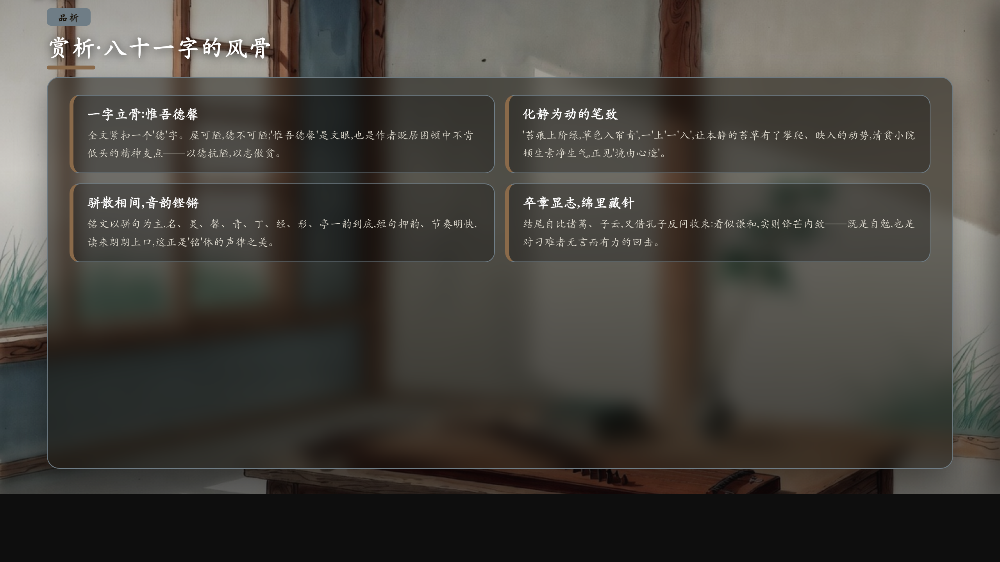 品析
赏析·八十一字的风骨
一字立骨:惟吾德馨
全文紧扣一个'德'字。屋可陋,德不可陋;'惟吾德馨'是文眼,也是作者贬居困顿中不肯
低头的精神支点——以德抗陋,以志傲贫。
化静为动的笔致
'苔痕上阶绿,草色入帘青',一'上'一'入',让本静的苔草有了攀爬、映入的动势,清贫小院
顿生素净生气,正见'境由心造'。
骈散相间,音韵铿锵
铭文以骈句为主,名、灵、馨、青、丁、经、形、亭一韵到底,短句押韵、节奏明快,
读来朗朗上口,这正是'铭'体的声律之美。
卒章显志,绵里藏针
结尾自比诸葛、子云,又借孔子反问收束:看似谦和,实则锋芒内敛——既是自勉,也是
对刁难者无言而有力的回击。